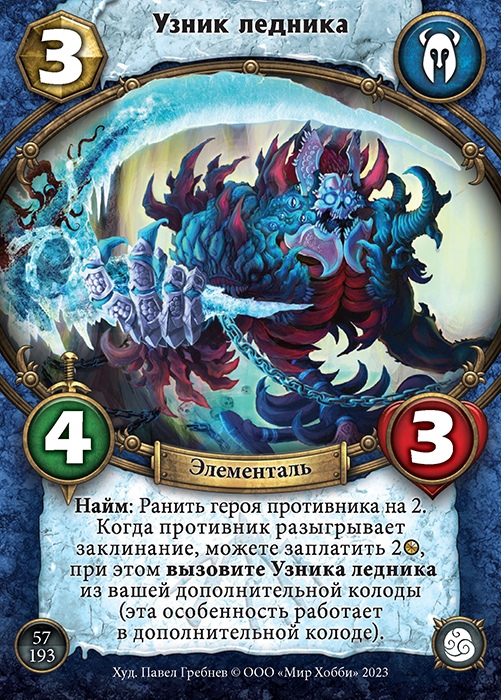 Узник ледника
3
4
3
Элементаль
Найм: Ранить героя противника на 2.
Когда противник разыгрывает
заклинание, можете заплатить 2,
при этом вызовите Узника ледника
из вашей дополнительной колоды
(эта особенность работает
в дополнительной колоде).
57
193
Худ. Павел Гребнев © ООО «Мир Хобби» 2023